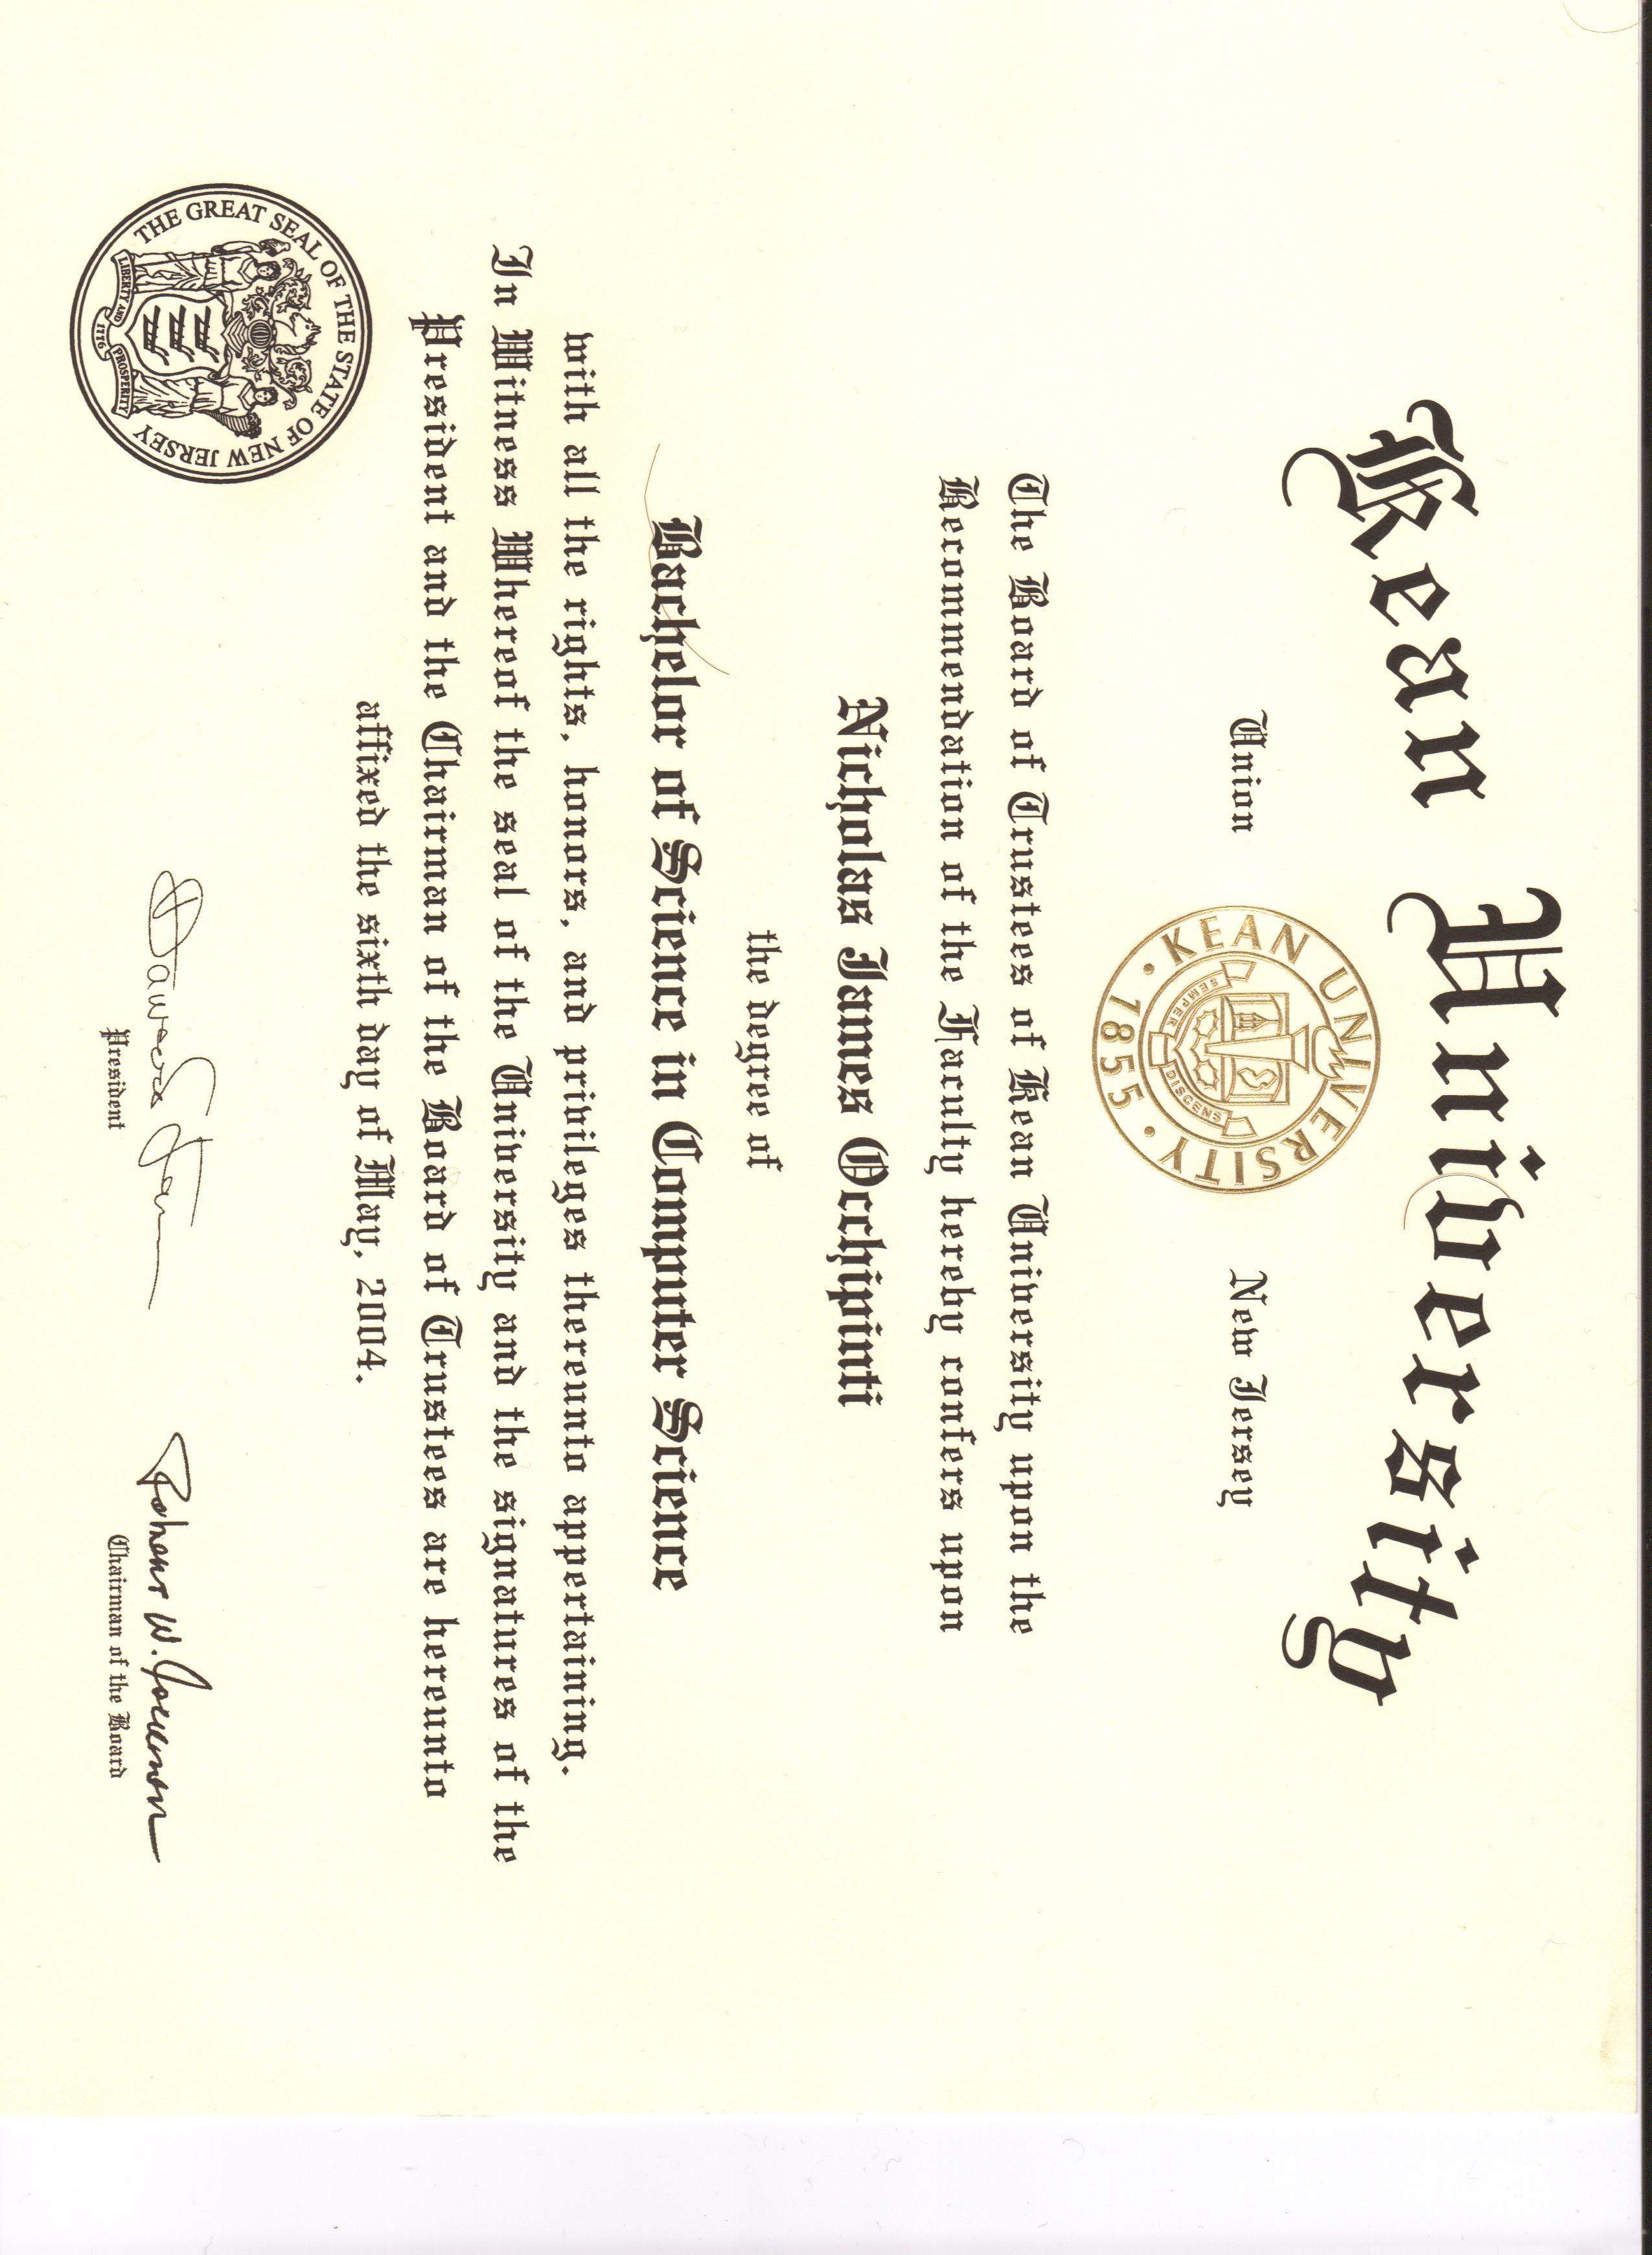 Kean University
Union
New Jersey
KEAN UNIVERSITY
SEMPER DISCENS
1855
The Board of Trustees of Kean University upon the
Recommendation of the Faculty hereby confers upon
Nicholas James Occhipinti
the degree of
Bachelor of Science in Computer Science
with all the rights, honors, and privileges thereunto appertaining.
In Witness Whereof the seal of the University and the signatures of the
President and the Chairman of the Board of Trustees are hereunto
affixed the sixth day of May, 2004.
THE GREAT SEAL OF THE STATE OF NEW JERSEY
LIBERTY AND PROSPERITY
1776
President
Robert W.
Chairman of the Board